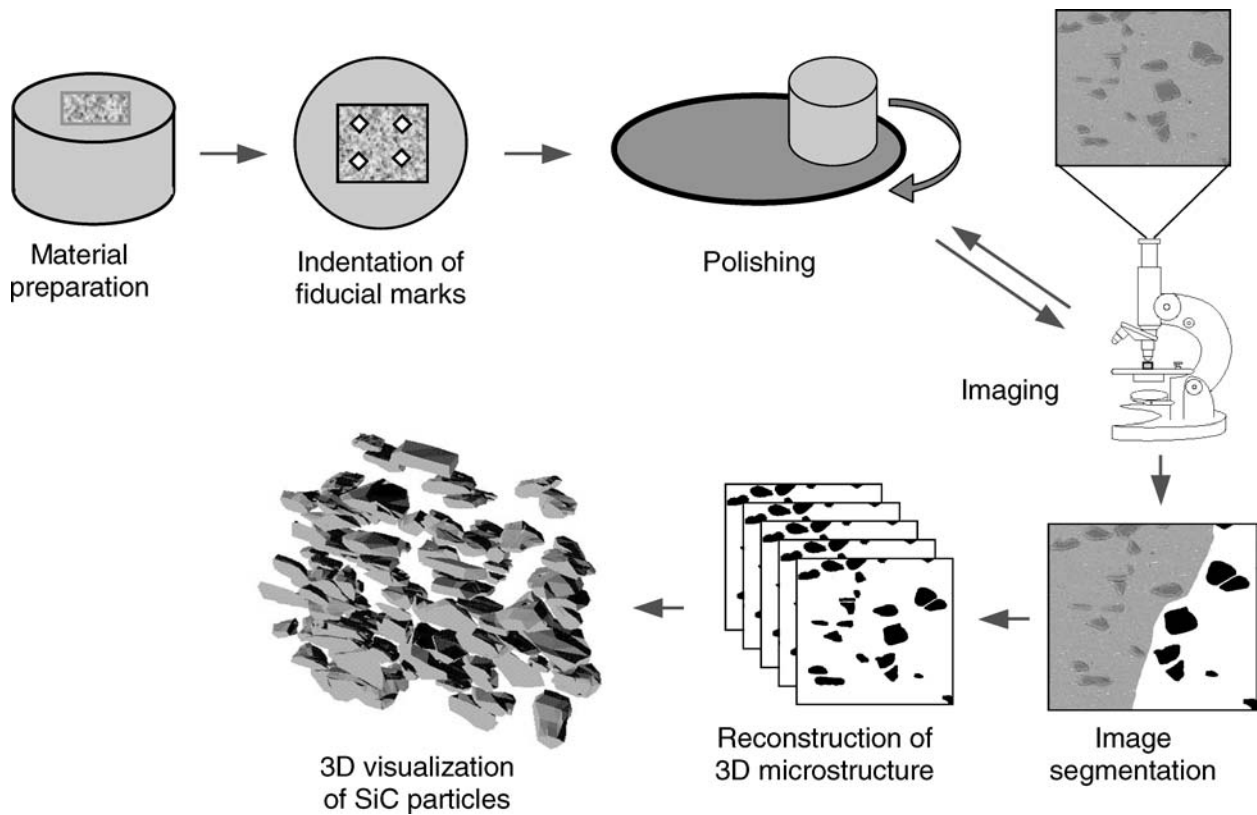 Material
preparation
Indentation of
fiducial marks
Polishing
Imaging
Image
segmentation
Reconstruction of
3D microstructure
3D visualization
of SiC particles